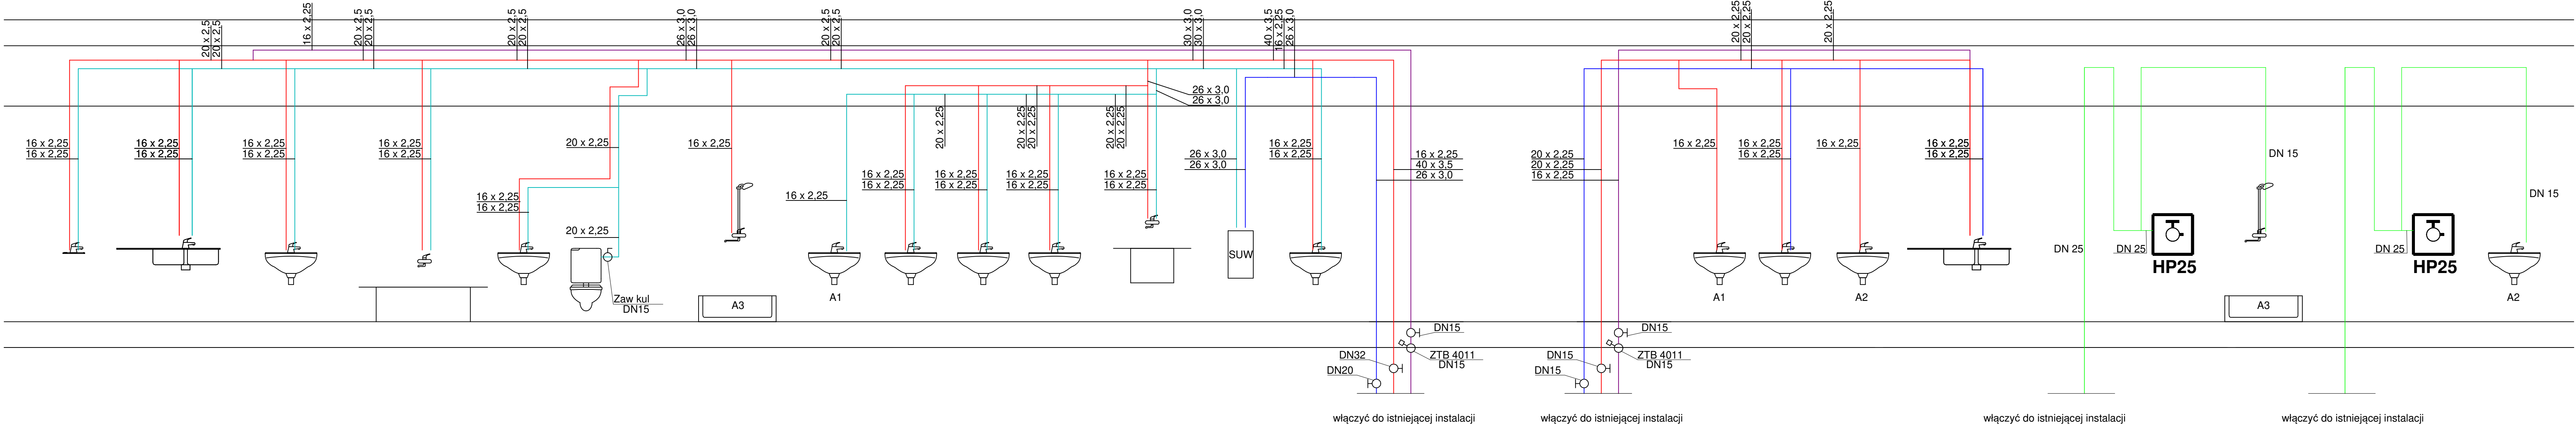 20 x 2,5
20 x 2,5
16 x 2,25
20 x 2,5
20 x 2,5
20 x 2,5
20 x 2,5
26 x 3,0
26 x 3,0
20 x 2,5
20 x 2,5
30 x 3,0
30 x 3,0
40 x 3,5
16 x 2,25
26 x 3,0
20 x 2,25
20 x 2,25
20 x 2,25
26 x 3,0
26 x 3,0
20 x 2,25
20 x 2,25
20 x 2,25
20 x 2,25
20 x 2,25
16 x 2,25
16 x 2,25
16 x 2,25
16 x 2,25
16 x 2,25
16 x 2,25
16 x 2,25
16 x 2,25
20 x 2,25
16 x 2,25
16 x 2,25
20 x 2,25
Zaw kul
DN15
16 x 2,25
A3
16 x 2,25
A1
16 x 2,25
16 x 2,25
16 x 2,25
16 x 2,25
16 x 2,25
16 x 2,25
16 x 2,25
16 x 2,25
26 x 3,0
26 x 3,0
SUW
16 x 2,25
16 x 2,25
16 x 2,25
40 x 3,5
26 x 3,0
DN15
ZTB 4011
DN15
DN32
DN20
włączyć do istniejącej instalacji
20 x 2,25
20 x 2,25
16 x 2,25
DN15
ZTB 4011
DN15
DN15
DN15
włączyć do istniejącej instalacji
16 x 2,25
A1
16 x 2,25
16 x 2,25
16 x 2,25
A2
16 x 2,25
16 x 2,25
DN 25
DN 25
HP25
DN 15
A3
włączyć do istniejącej instalacji
DN 25
HP25
DN 15
A2
włączyć do istniejącej instalacji